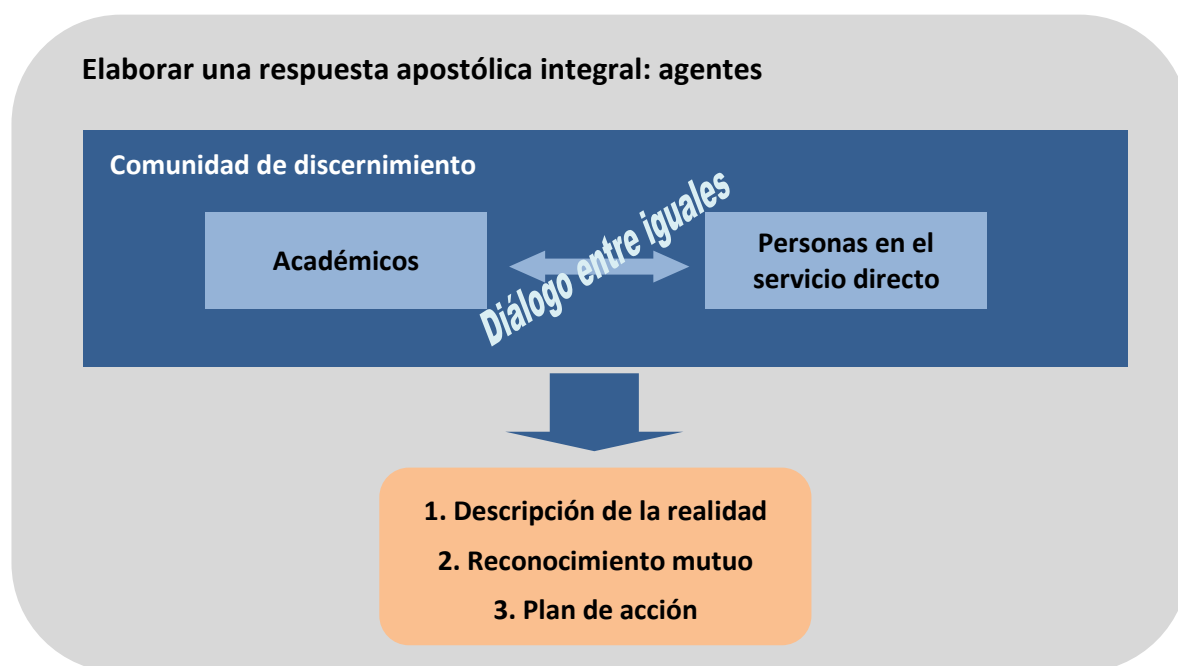 Elaborar una respuesta apostólica integral: agentes
Comunidad de discernimiento
Académicos
Diálogo entre iguales
Personas en el
servicio directo
1. Descripción de la realidad
2. Reconocimiento mutuo
3. Plan de acción